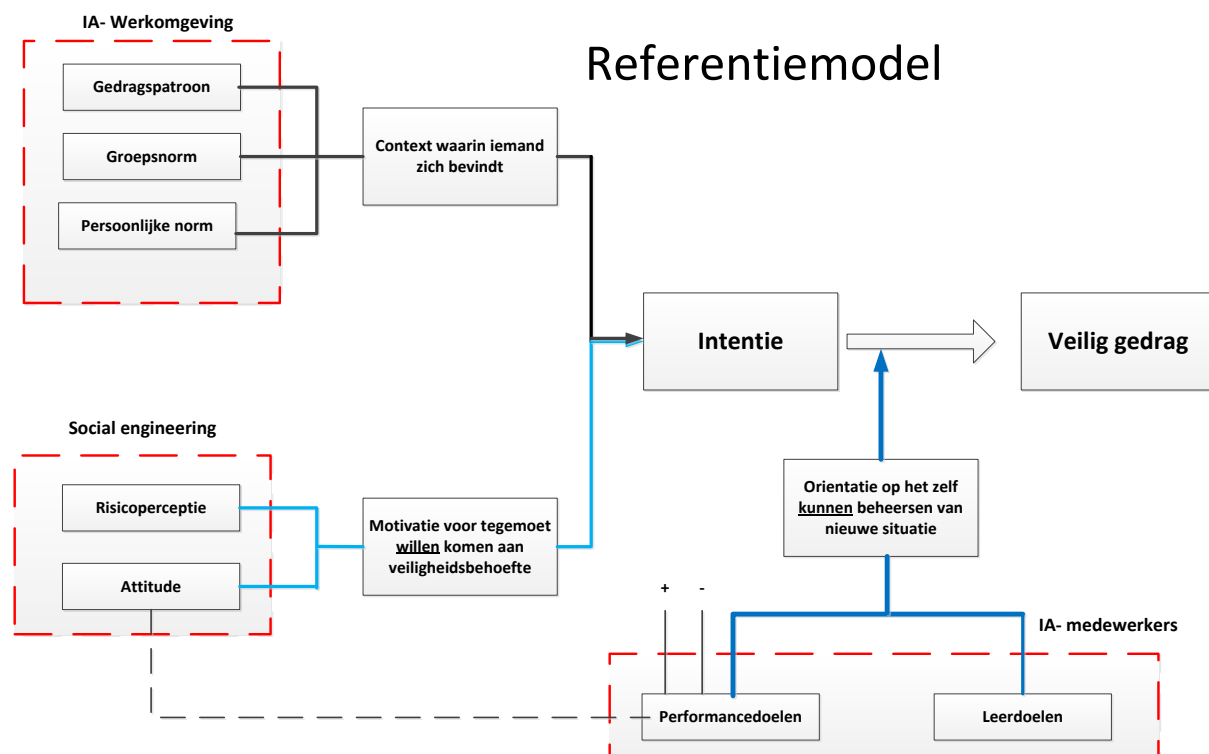 IA- Werkomgeving
Referentiemodel
Gedragspatroon
Groepsnorm
Persoonlijke norm
Context waarin iemand
zich bevindt
Intentie
Veilig gedrag
Social engineering
Risicoperceptie
Attitude
Motivatie voor tegemoet
willen komen aan
veiligheidsbehoefte
Orientatie op het zelf
kunnen beheersen van
nieuwe situatie
+
-
IA- medewerkers
Performancedoelen
Leerdoelen